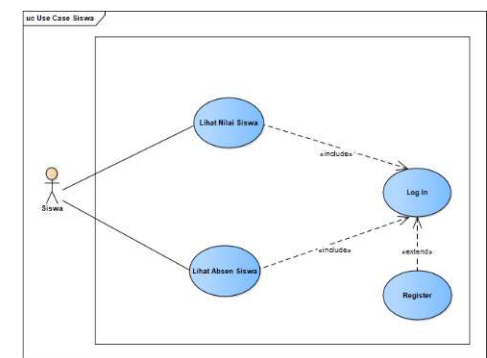 uc Use Case Siswa
Lihat Nilai Siswa
«include»
Log In
Siswa
«include»
«extend»
Lihat Absen Siswa
Register